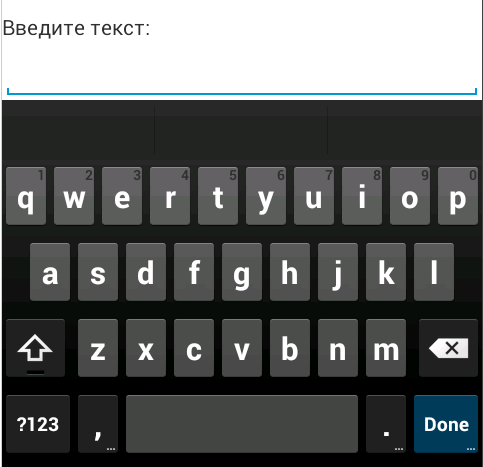 Введите текст:
1 2 3 4 5 6 7 8 9 0
q w e r t y u i o p
a s d f g h j k l
z x c v b n m
?123 , ... . ... Done ...